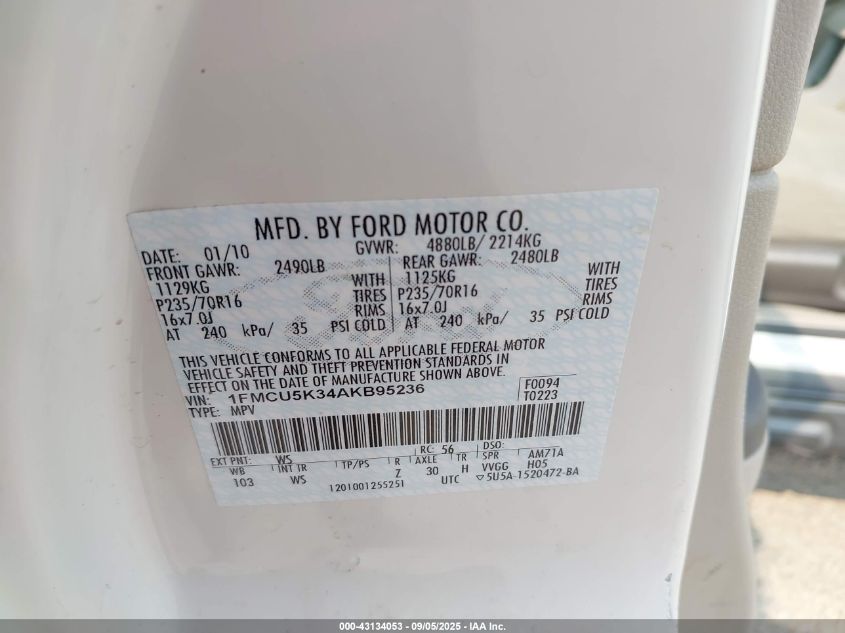 MFD. BY FORD MOTOR CO.
DATE: 01/10 GVWR: 4880LB/ 2214KG
FRONT GAWR: 2490LB REAR GAWR: 2480LB
1129KG WITH 1125KG WITH
P235/70R16 TIRES P235/70R16 TIRES
16x7.0J RIMS 16x7.0J RIMS
AT 240 kPa/ 35 PSI COLD AT 240 kPa/ 35 PSI COLD
THIS VEHICLE CONFORMS TO ALL APPLICABLE FEDERAL MOTOR
VEHICLE SAFETY AND THEFT PREVENTION STANDARDS IN
EFFECT ON THE DATE OF MANUFACTURE SHOWN ABOVE.
VIN: 1FMCU5K34AKB95236 F0094
TYPE: MPV T0223
EXT PNT: WS RC: 56 DSO:
WB INT TR TP/PS R AXLE TR SPR AM71A
103 WS Z 30 H VVGG H05
1201001255251 UTC ▽5U5A-1520472-BA
000-43134053 - 09/05/2025 - IAA Inc.